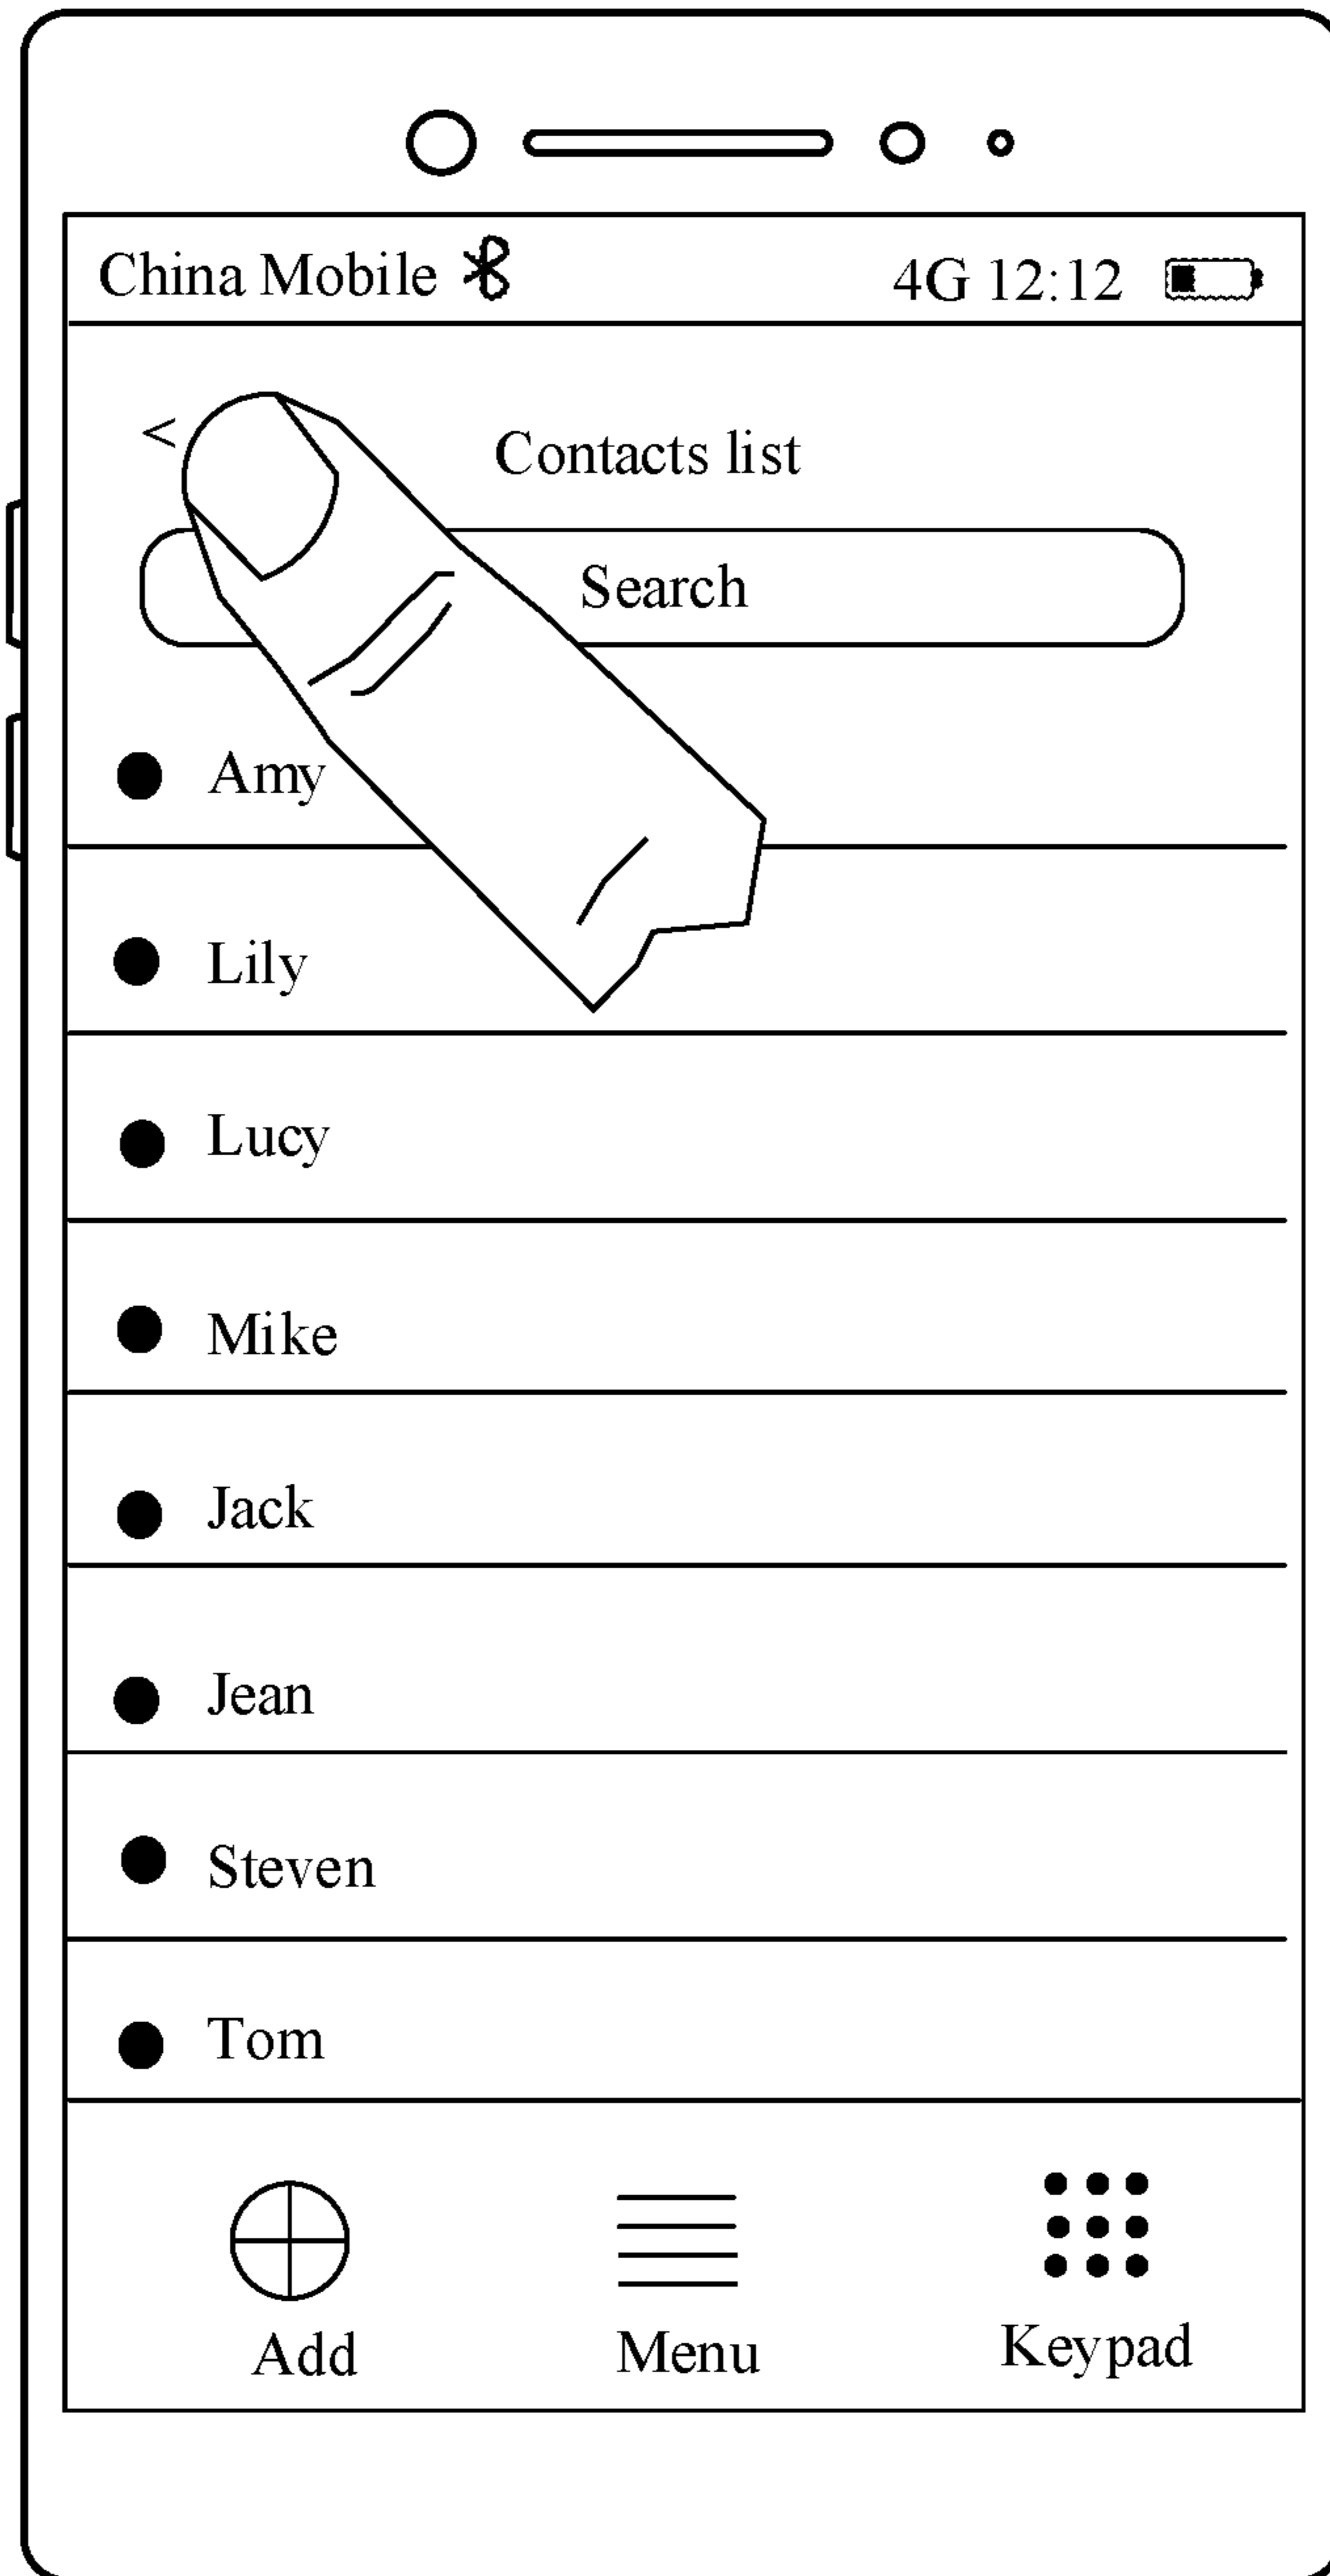 China Mobile 4G 12:12
< Contacts list
Search
Amy
Lily
Lucy
Mike
Jack
Jean
Steven
Tom
Add Menu Keypad